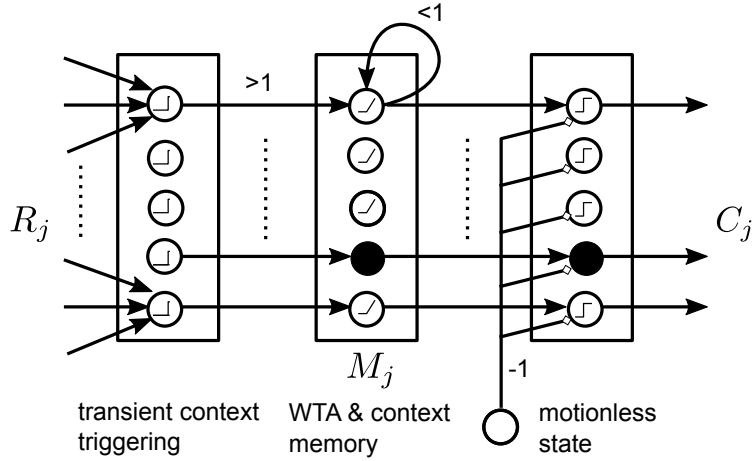 <1
>1
R_j
C_j
M_j
-1
transient context
triggering
WTA & context
memory
motionless
state